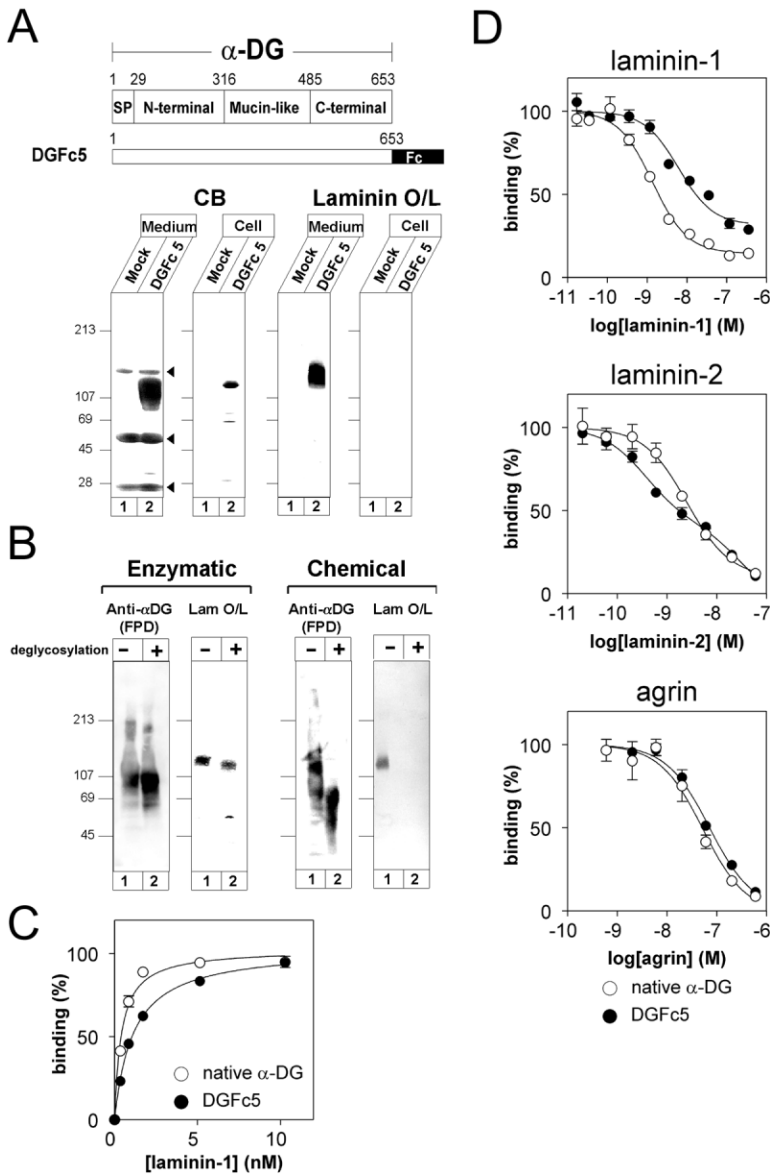 A
α-DG
1 29 316 485 653
SP N-terminal Mucin-like C-terminal
1 653
DGFc5 Fc
CB Laminin O/L
Medium Cell Medium Cell
Mock DGFc 5 Mock DGFc 5 Mock DGFc 5 Mock DGFc 5
213
107
69
45
28
1 2 1 2 1 2 1 2
B
Enzymatic Chemical
Anti-αDG (FPD) Lam O/L Anti-αDG (FPD) Lam O/L
deglycosylation − + − + − + − +
213
107
69
45
1 2 1 2 1 2 1 2
C
binding (%)
100
50
0
0 5 10
[laminin-1] (nM)
native α-DG
DGFc5
D
laminin-1
binding (%)
100
50
0
-11 -10 -9 -8 -7 -6
log[laminin-1] (M)
laminin-2
binding (%)
100
50
0
-11 -10 -9 -8 -7
log[laminin-2] (M)
agrin
binding (%)
100
50
0
-10 -9 -8 -7 -6
log[agrin] (M)
native α-DG
DGFc5